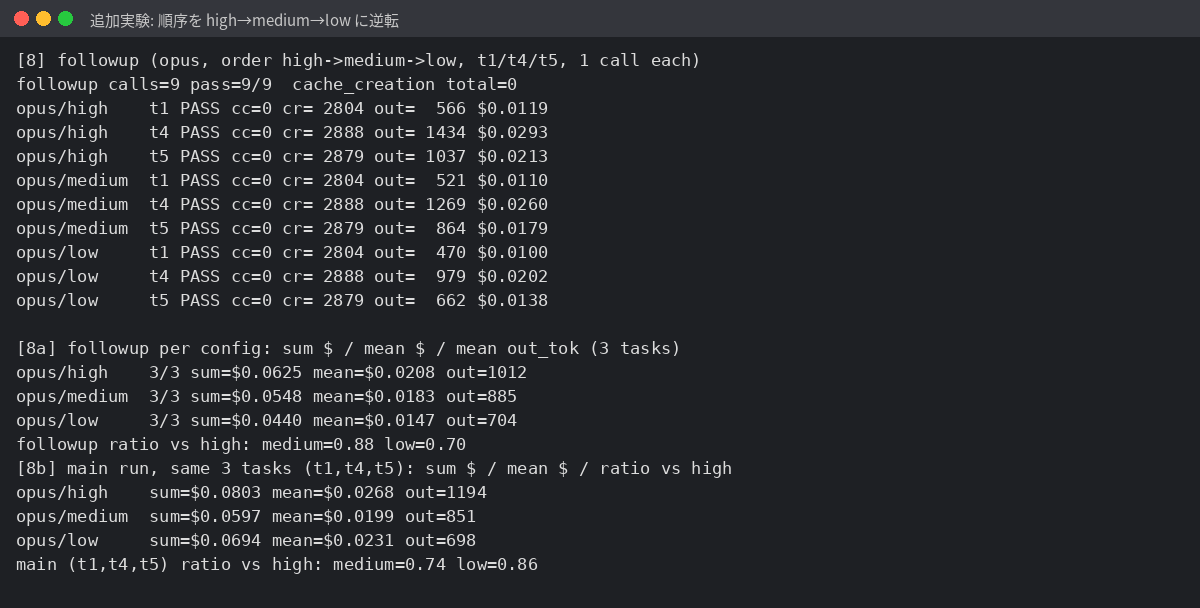 追加実験: 順序を high→medium→low に逆転
[8] followup (opus, order high->medium->low, t1/t4/t5, 1 call each)
followup calls=9 pass=9/9  cache_creation total=0
opus/high    t1 PASS cc=0 cr= 2804 out=  566 $0.0119
opus/high    t4 PASS cc=0 cr= 2888 out= 1434 $0.0293
opus/high    t5 PASS cc=0 cr= 2879 out= 1037 $0.0213
opus/medium  t1 PASS cc=0 cr= 2804 out=  521 $0.0110
opus/medium  t4 PASS cc=0 cr= 2888 out= 1269 $0.0260
opus/medium  t5 PASS cc=0 cr= 2879 out=  864 $0.0179
opus/low     t1 PASS cc=0 cr= 2804 out=  470 $0.0100
opus/low     t4 PASS cc=0 cr= 2888 out=  979 $0.0202
opus/low     t5 PASS cc=0 cr= 2879 out=  662 $0.0138
[8a] followup per config: sum $ / mean $ / mean out_tok (3 tasks)
opus/high    3/3 sum=$0.0625 mean=$0.0208 out=1012
opus/medium  3/3 sum=$0.0548 mean=$0.0183 out=885
opus/low     3/3 sum=$0.0440 mean=$0.0147 out=704
followup ratio vs high: medium=0.88 low=0.70
[8b] main run, same 3 tasks (t1,t4,t5): sum $ / mean $ / ratio vs high
opus/high    sum=$0.0803 mean=$0.0268 out=1194
opus/medium  sum=$0.0597 mean=$0.0199 out=851
opus/low     sum=$0.0694 mean=$0.0231 out=698
main (t1,t4,t5) ratio vs high: medium=0.74 low=0.86